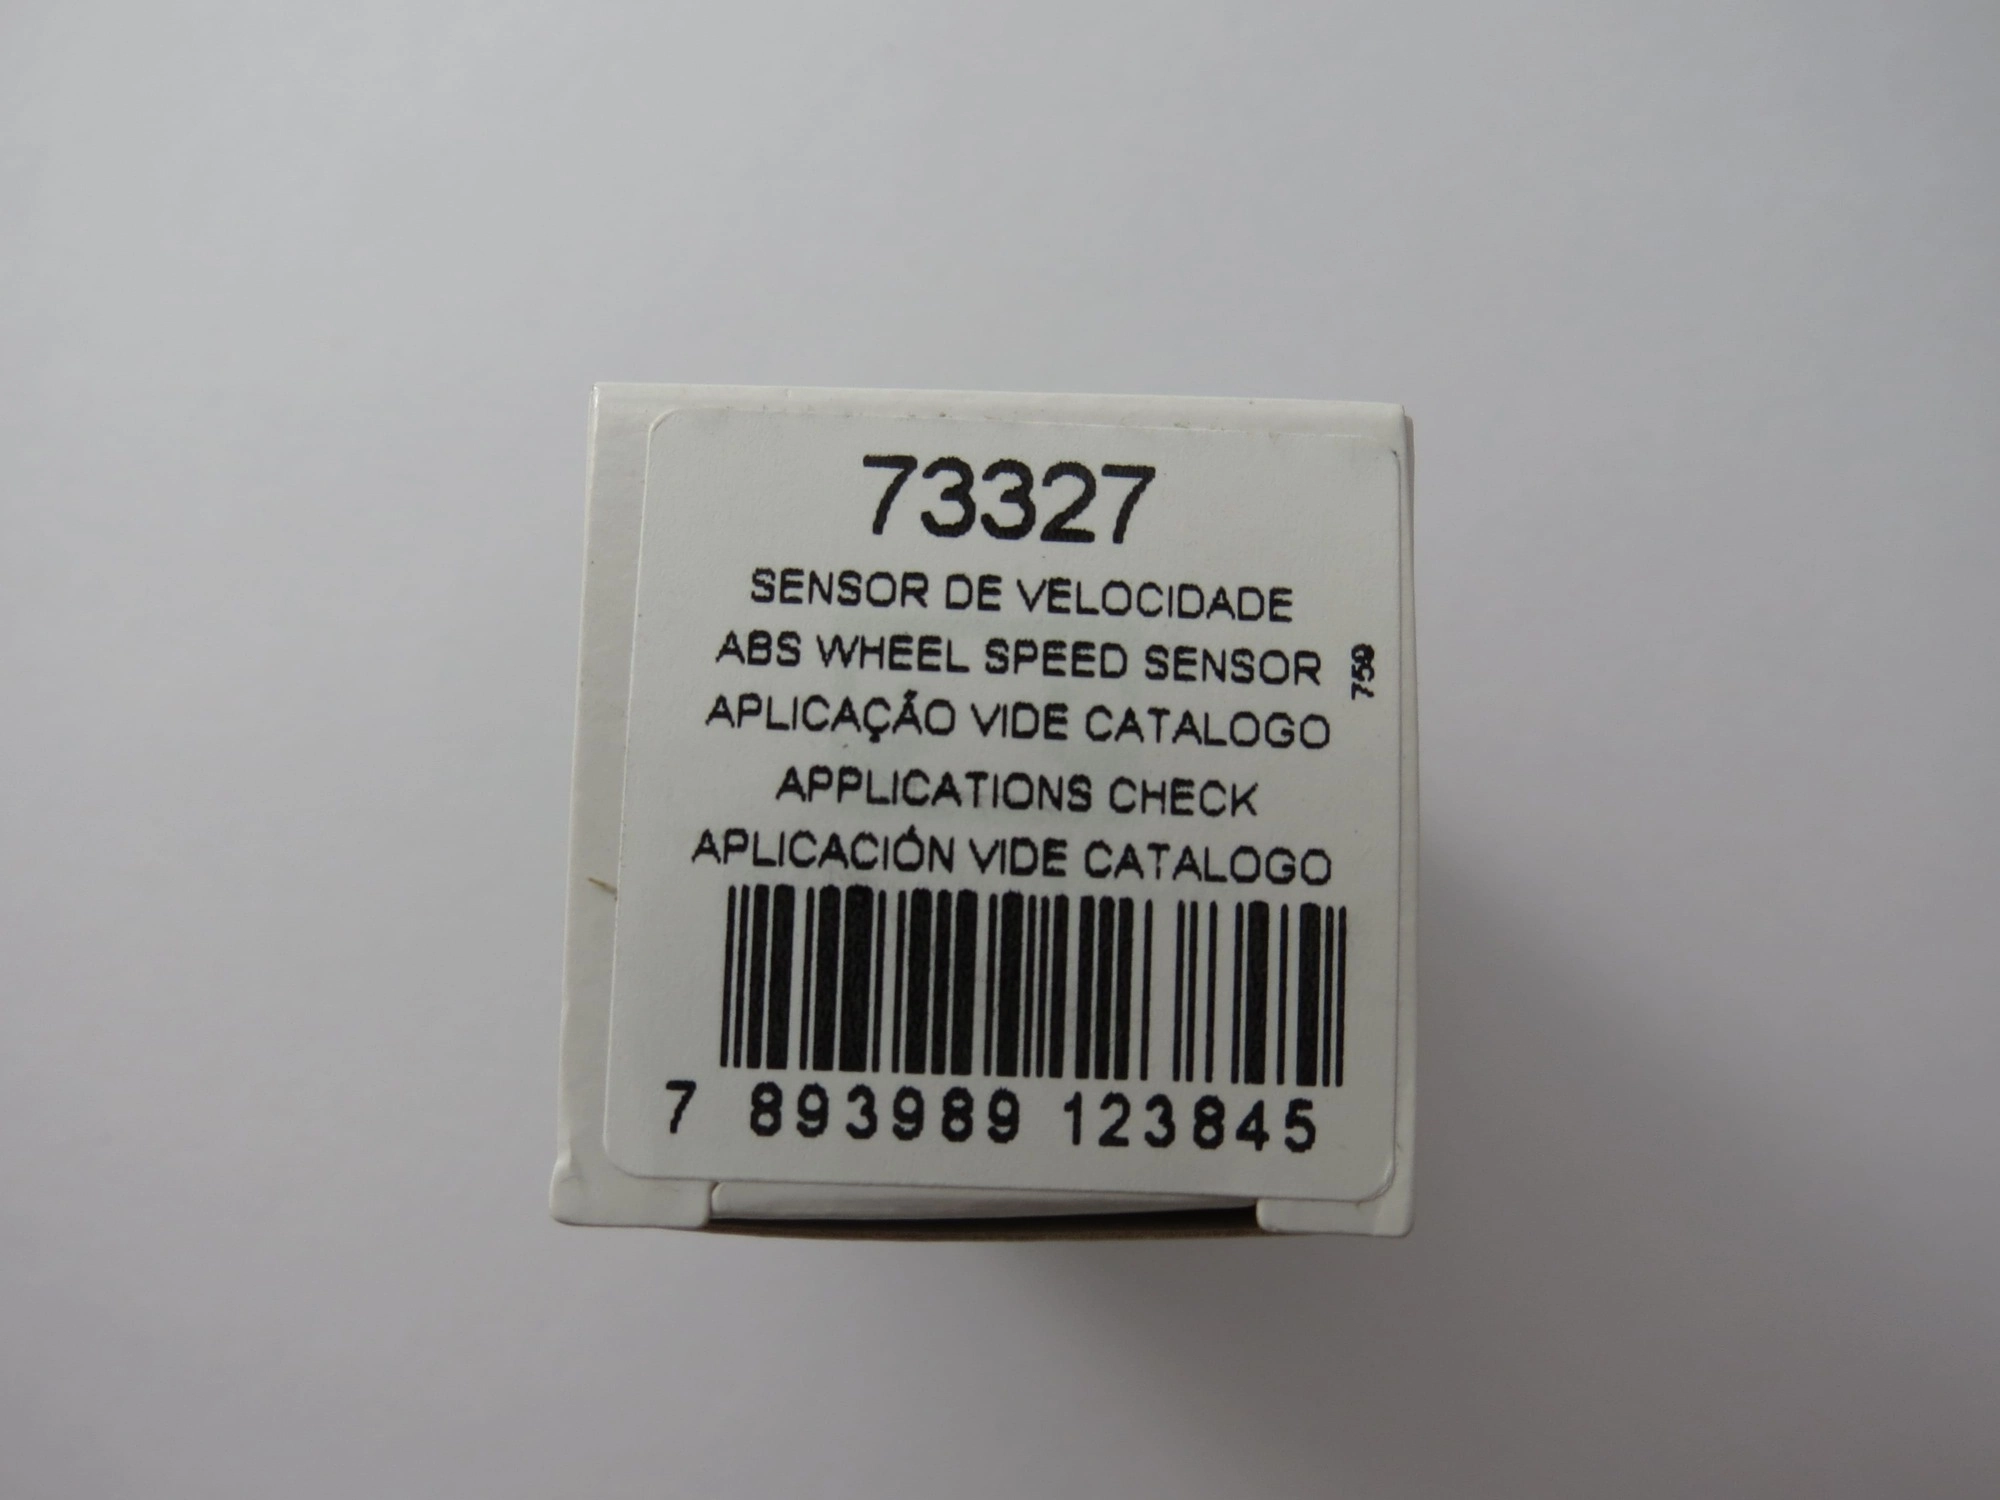 73327
SENSOR DE VELOCIDADE
ABS WHEEL SPEED SENSOR
759
APLICAÇÃO VIDE CATALOGO
APPLICATIONS CHECK
APLICACIÓN VIDE CATALOGO
7 893989 123845